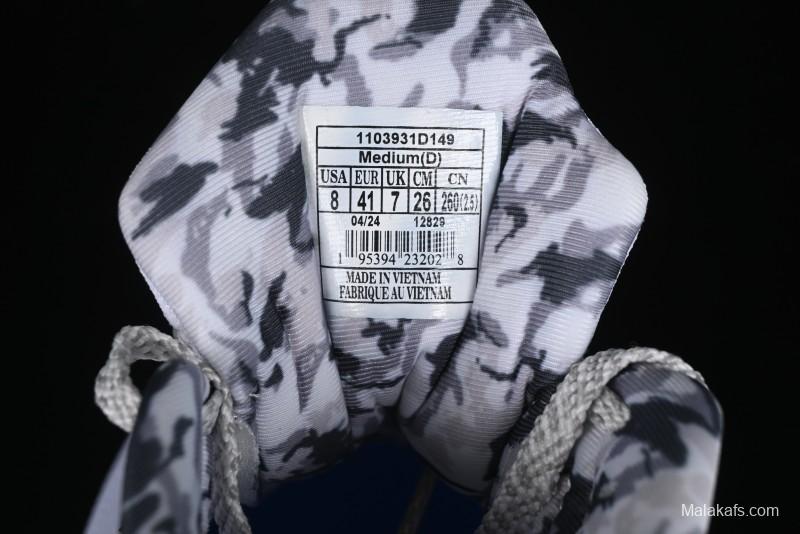 1103931D149
Medium(D)
USA EUR UK CM CN
8 41 7 26 260(2.5)
04/24 12829
1 95394 23202 8
MADE IN VIETNAM
FABRIQUE AU VIETNAM
Malakafs.com